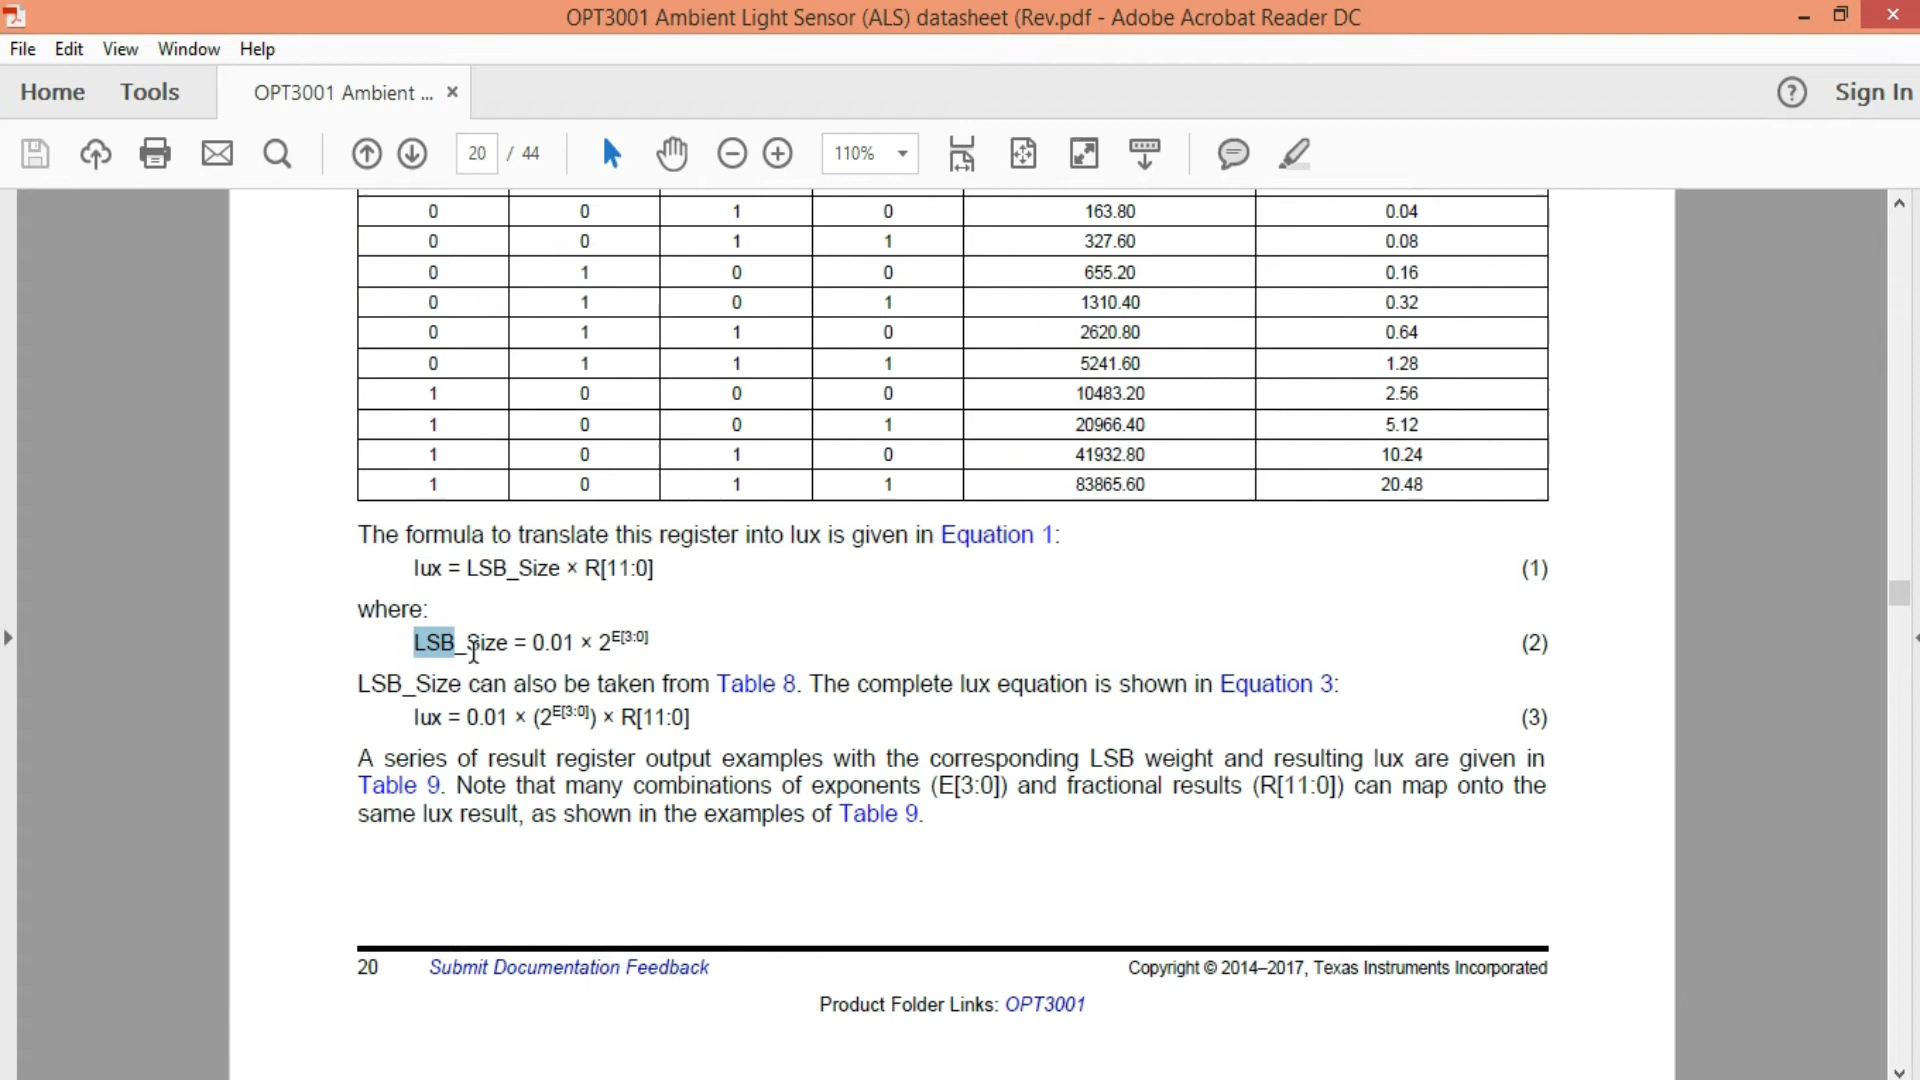 OPT3001 Ambient Light Sensor (ALS) datasheet (Rev.pdf - Adobe Acrobat Reader DC
File Edit View Window Help
Home Tools OPT3001 Ambient ... × ? Sign In
20 / 44 110%
0 0 1 0 163.80 0.04
0 0 1 1 327.60 0.08
0 1 0 0 655.20 0.16
0 1 0 1 1310.40 0.32
0 1 1 0 2620.80 0.64
0 1 1 1 5241.60 1.28
1 0 0 0 10483.20 2.56
1 0 0 1 20966.40 5.12
1 0 1 0 41932.80 10.24
1 0 1 1 83865.60 20.48
The formula to translate this register into lux is given in Equation 1:
lux = LSB_Size × R[11:0] (1)
where:
LSB_Size = 0.01 × 2^E[3:0] (2)
LSB_Size can also be taken from Table 8. The complete lux equation is shown in Equation 3:
lux = 0.01 × (2^E[3:0]) × R[11:0] (3)
A series of result register output examples with the corresponding LSB weight and resulting lux are given in
Table 9. Note that many combinations of exponents (E[3:0]) and fractional results (R[11:0]) can map onto the
same lux result, as shown in the examples of Table 9.
20 Submit Documentation Feedback Copyright © 2014–2017, Texas Instruments Incorporated
Product Folder Links: OPT3001